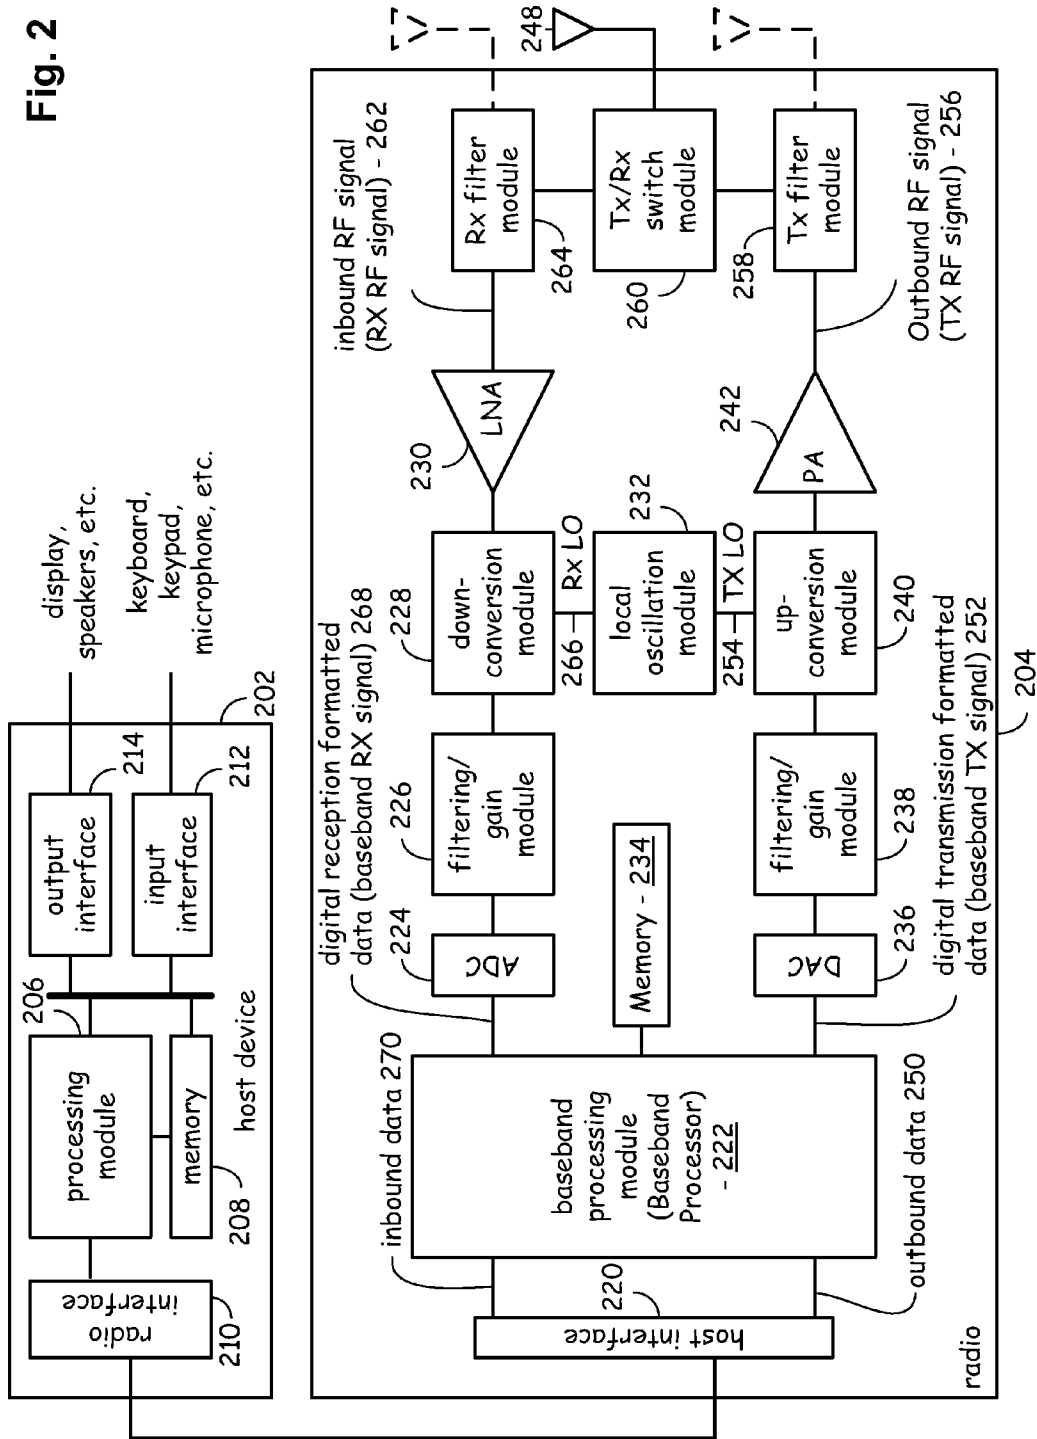 Fig. 2
display,
speakers, etc.
keyboard,
keypad,
microphone, etc.
202
output
interface
214
input
interface
212
206
processing
module
memory
208
host device
radio
interface
210
248
inbound RF signal
(RX RF signal) - 262
Rx filter
module
264
Tx/Rx
switch
module
260
Tx filter
module
258
Outbound RF signal
(TX RF signal) - 256
LNA
230
PA
242
down-
conversion
module
228
Rx LO
266
local
oscillation
module
232
TX LO
254
up-
conversion
module
240
digital reception formatted
data (baseband RX signal) 268
filtering/
gain
module
226
filtering/
gain
module
238
digital transmission formatted
data (baseband TX signal) 252
204
ADC
224
Memory - 234
DAC
236
baseband
processing
module
(Baseband
Processor)
- 222
inbound data 270
outbound data 250
host interface
220
radio